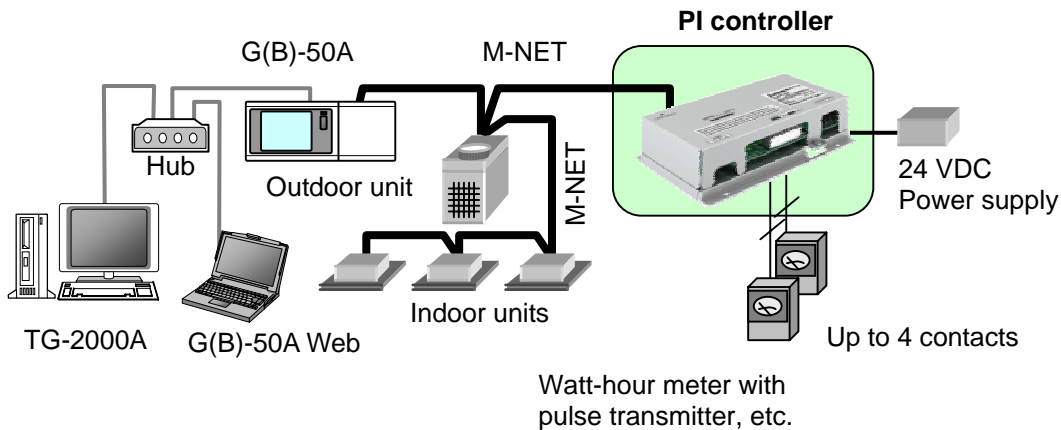 PI controller
G(B)-50A
M-NET
Hub
Outdoor unit
M-NET
24 VDC
Power supply
Indoor units
TG-2000A
G(B)-50A Web
Up to 4 contacts
Watt-hour meter with
pulse transmitter, etc.